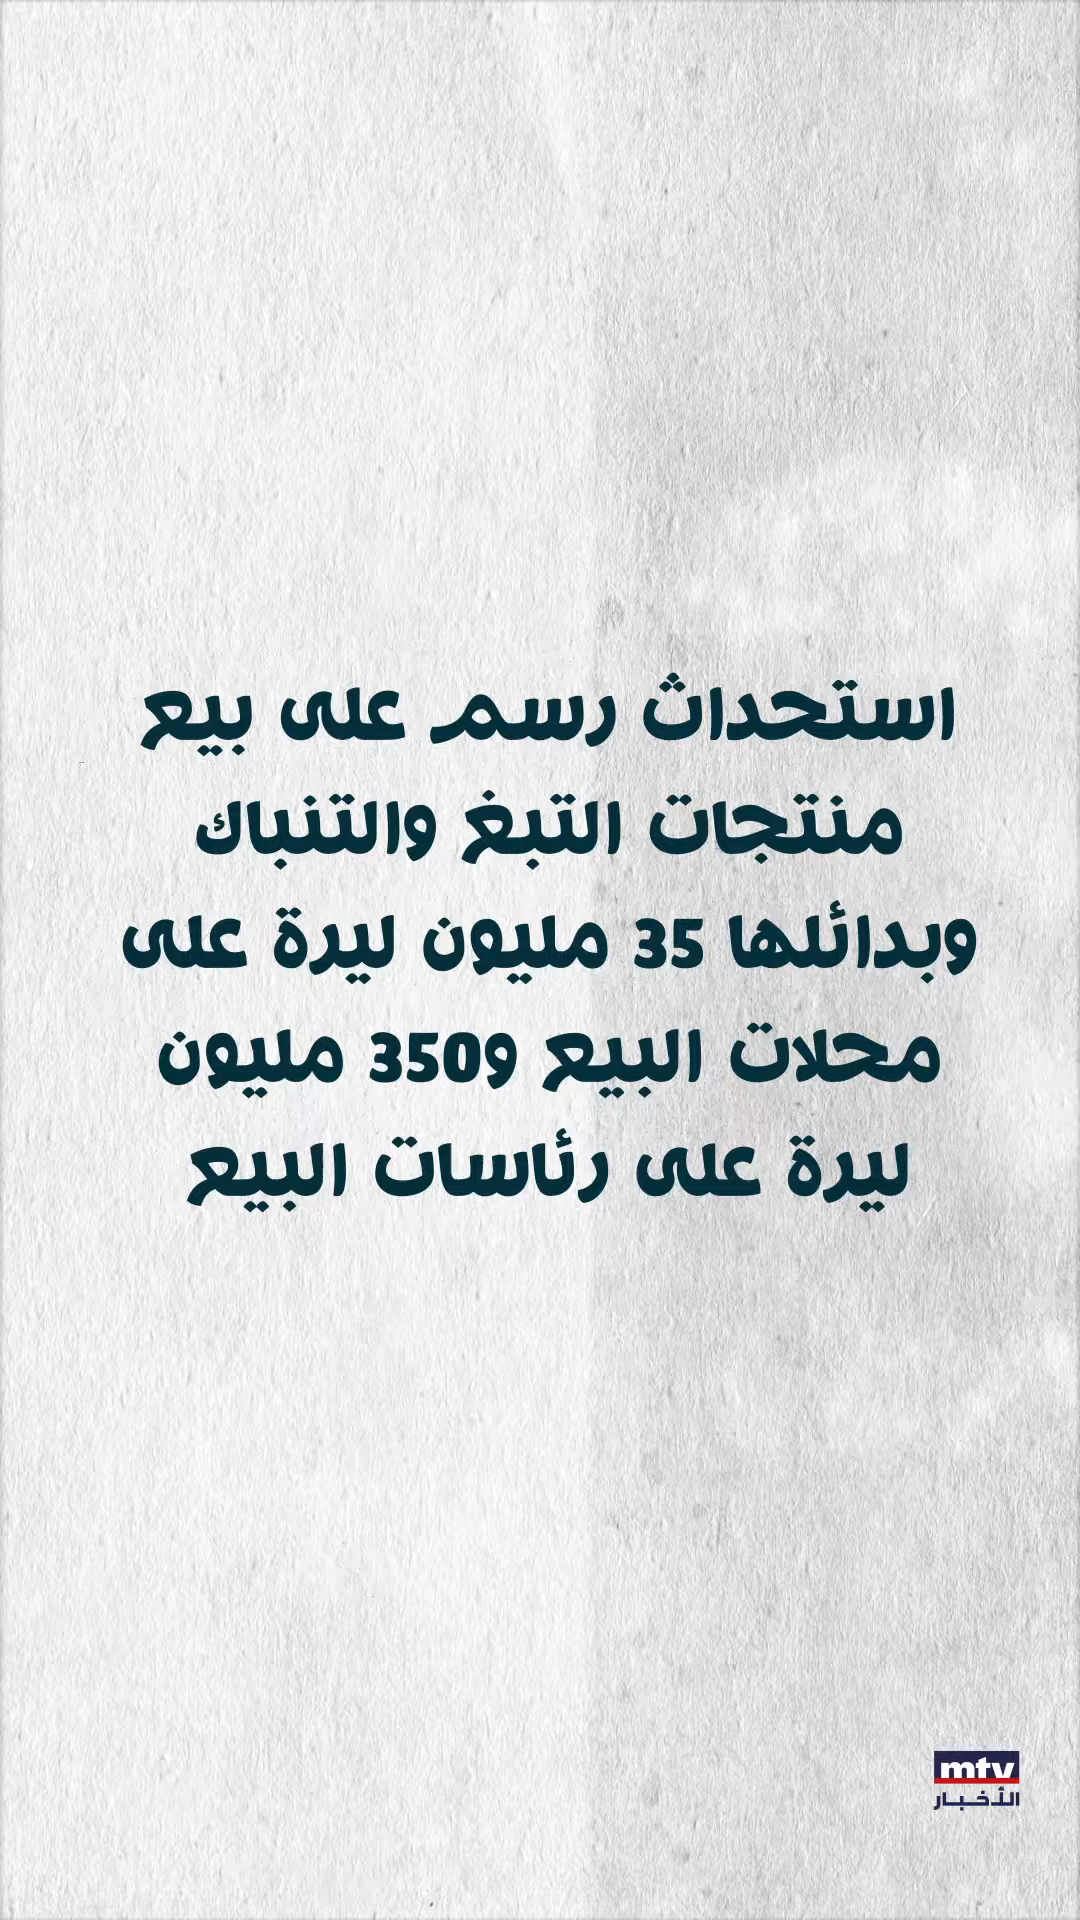 استحداث رسم على بيع
منتجات التبغ والتنباك
وبدائلها 35 مليون ليرة على
محلات البيع و350 مليون
ليرة على رئاسات البيع
mtv
الأخبار